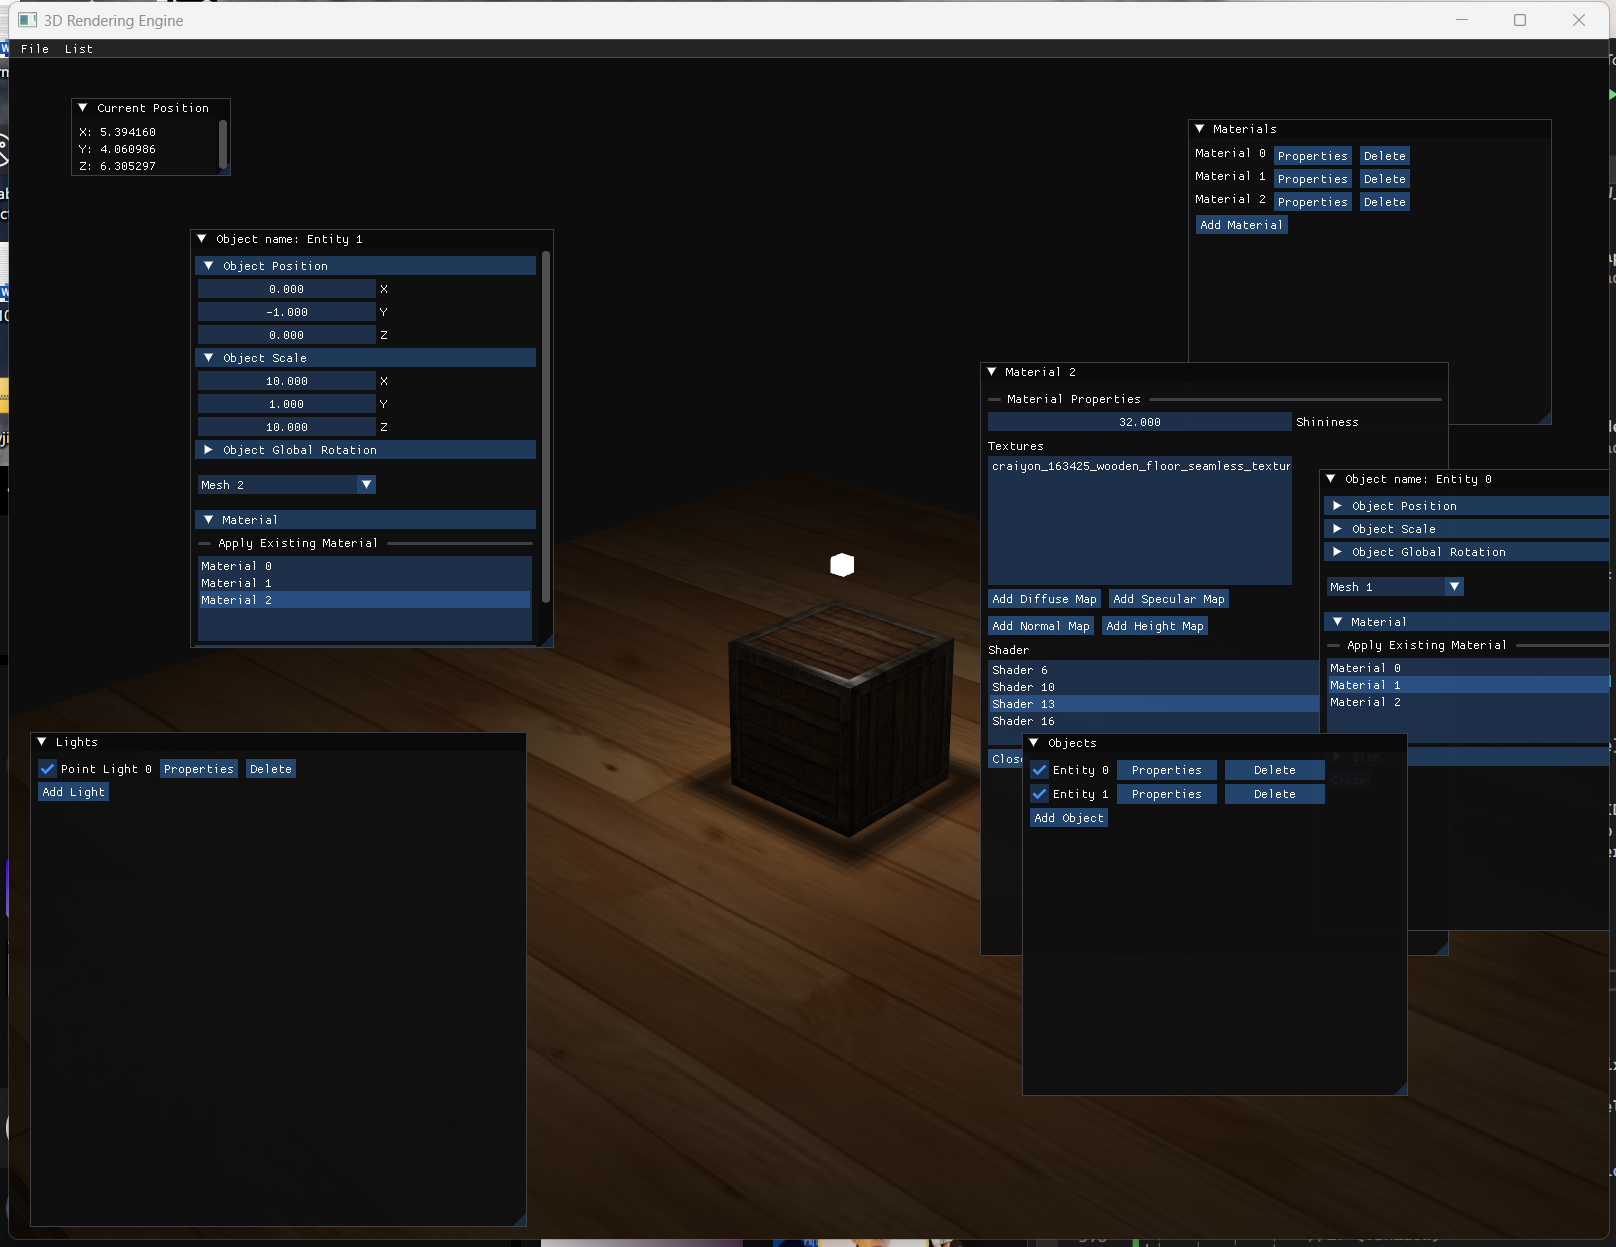 3D Rendering Engine
File List
Current Position
X: 5.394160
Y: 4.060986
Z: 6.305297
Object name: Entity 1
Object Position
0.000 X
-1.000 Y
0.000 Z
Object Scale
10.000 X
1.000 Y
10.000 Z
Object Global Rotation
Mesh 2
Material
Apply Existing Material
Material 0
Material 1
Material 2
Materials
Material 0 Properties Delete
Material 1 Properties Delete
Material 2 Properties Delete
Add Material
Material 2
Material Properties
32.000 Shininess
Textures
craiyon_163425_wooden_floor_seamless_textur
Add Diffuse Map Add Specular Map
Add Normal Map Add Height Map
Shader
Shader 6
Shader 10
Shader 13
Shader 16
Close
Object name: Entity 0
Object Position
Object Scale
Object Global Rotation
Mesh 1
Material
Apply Existing Material
Material 0
Material 1
Material 2
Size
Close
Lights
Point Light 0 Properties Delete
Add Light
Objects
Entity 0 Properties Delete
Entity 1 Properties Delete
Add Object